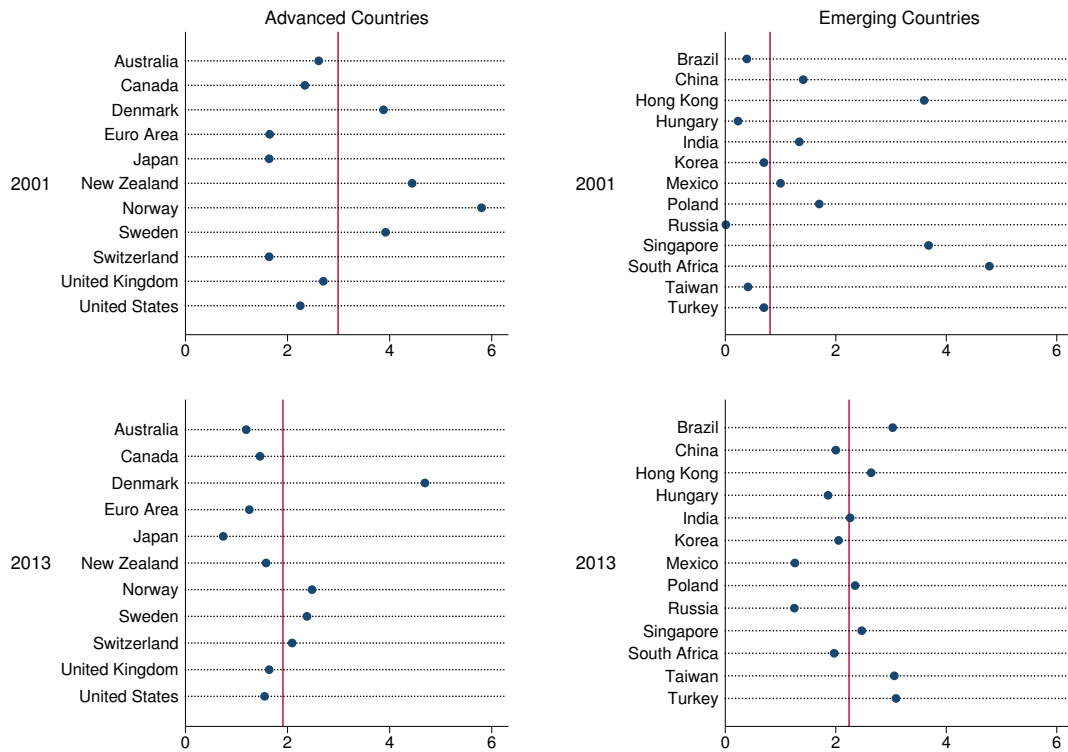 Advanced Countries
2001
Australia
Canada
Denmark
Euro Area
Japan
New Zealand
Norway
Sweden
Switzerland
United Kingdom
United States
0 2 4 6
Emerging Countries
2001
Brazil
China
Hong Kong
Hungary
India
Korea
Mexico
Poland
Russia
Singapore
South Africa
Taiwan
Turkey
0 2 4 6
2013
Australia
Canada
Denmark
Euro Area
Japan
New Zealand
Norway
Sweden
Switzerland
United Kingdom
United States
0 2 4 6
2013
Brazil
China
Hong Kong
Hungary
India
Korea
Mexico
Poland
Russia
Singapore
South Africa
Taiwan
Turkey
0 2 4 6